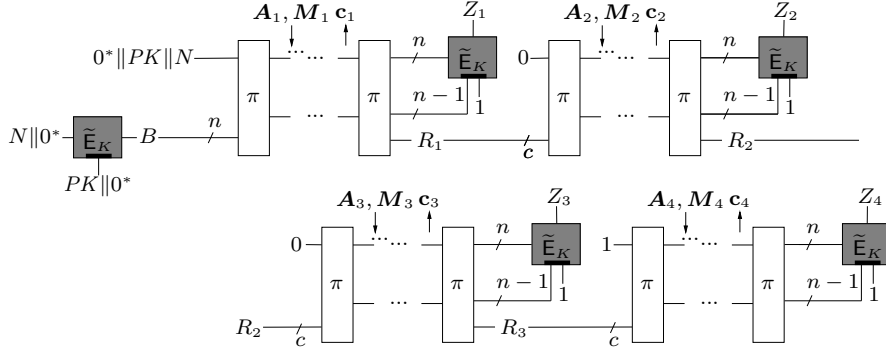 A₁, M₁ c₁ Z₁ A₂, M₂ c₂ Z₂
0*‖PK‖N π ... ... π n Ẽ_K 0 π ... ... π n Ẽ_K
... n − 1 1 ... n − 1 1
N‖0* Ẽ_K B n R₁ c R₂
PK‖0*
A₃, M₃ c₃ Z₃ A₄, M₄ c₄ Z₄
0 π ... ... π n Ẽ_K 1 π ... ... π n Ẽ_K
... n − 1 1 ... n − 1 1
R₂ c R₃ c